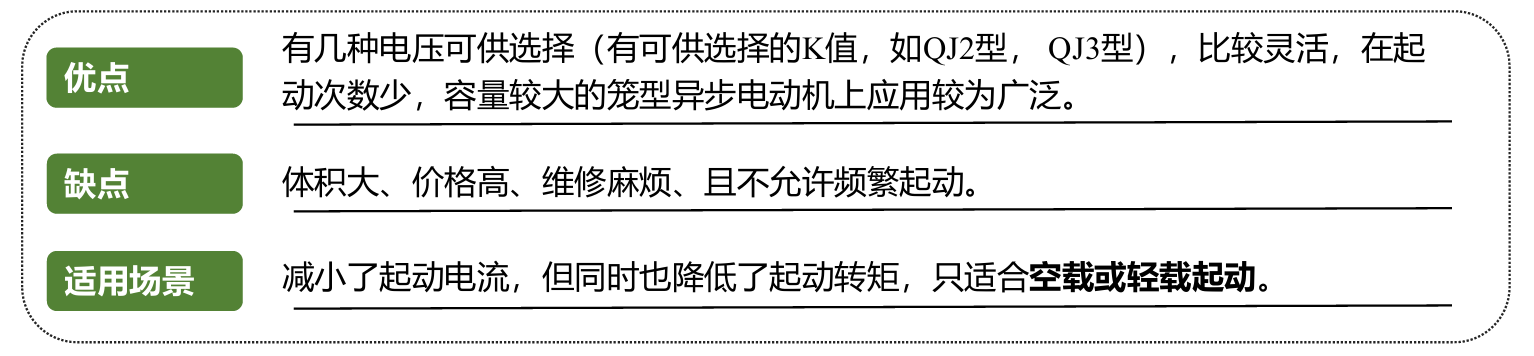 优点
有几种电压可供选择（有可供选择的K值，如QJ2型， QJ3型），比较灵活，在起
动次数少，容量较大的笼型异步电动机上应用较为广泛。
缺点
体积大、价格高、维修麻烦、且不允许频繁起动。
适用场景
减小了起动电流，但同时也降低了起动转矩，只适合空载或轻载起动。